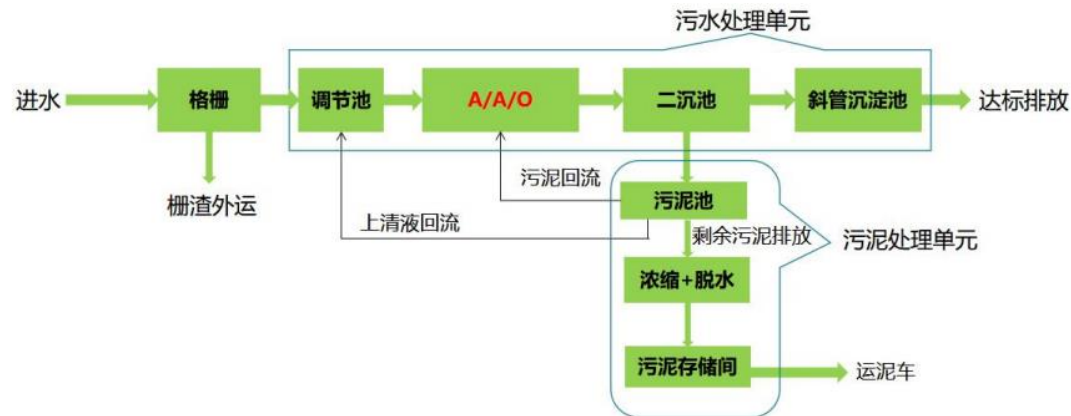 污水处理单元
进水
格栅
调节池
A/A/O
二沉池
斜管沉淀池
达标排放
栅渣外运
污泥回流
上清液回流
污泥池
剩余污泥排放
污泥处理单元
浓缩+脱水
污泥存储间
运泥车